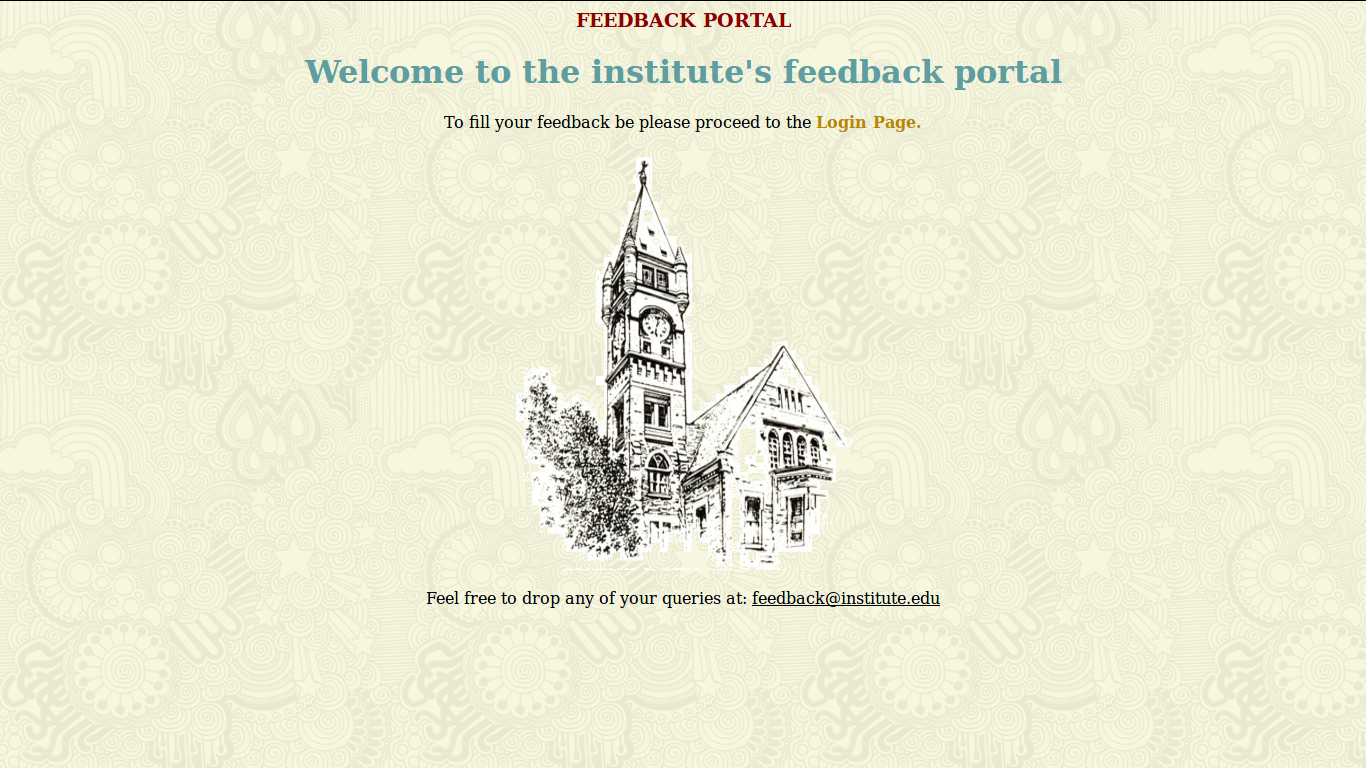 FEEDBACK PORTAL
Welcome to the institute's feedback portal
To fill your feedback be please proceed to the Login Page.
Feel free to drop any of your queries at: feedback@institute.edu